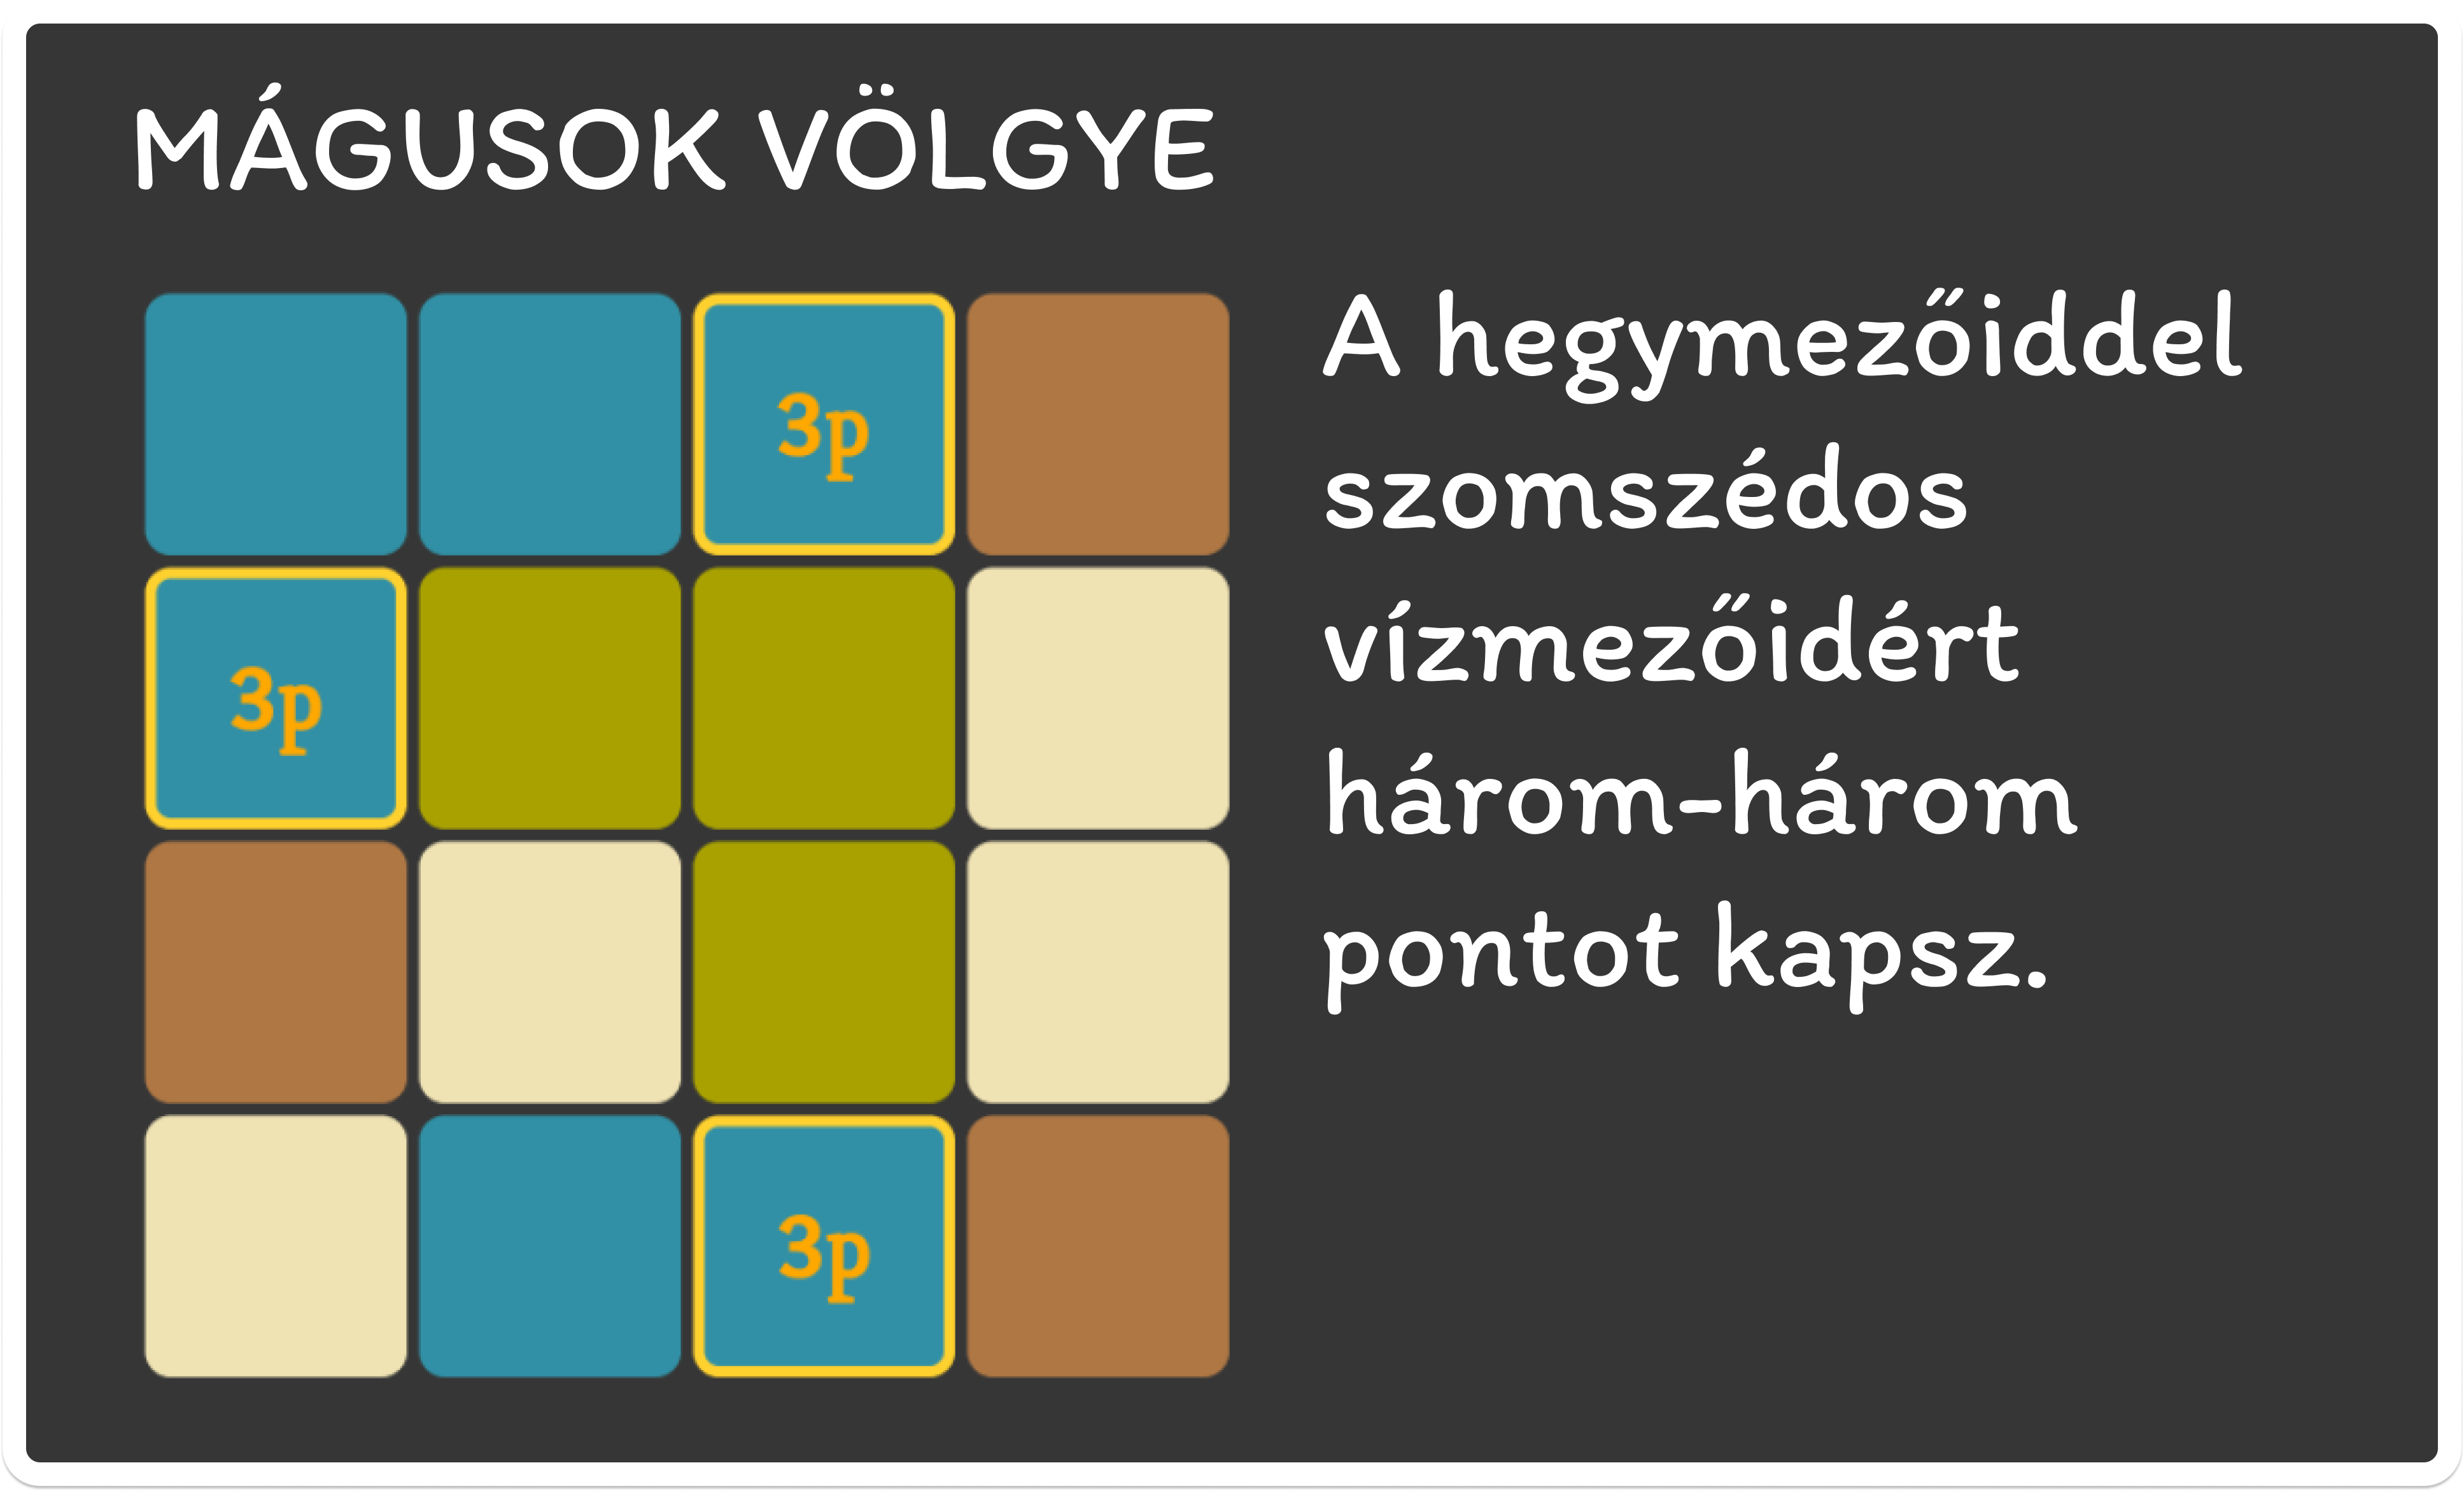 MÁGUSOK VÖLGYE
3p
3p
3p
A hegymezőiddel
szomszédos
vízmezőidért
három-három
pontot kapsz.